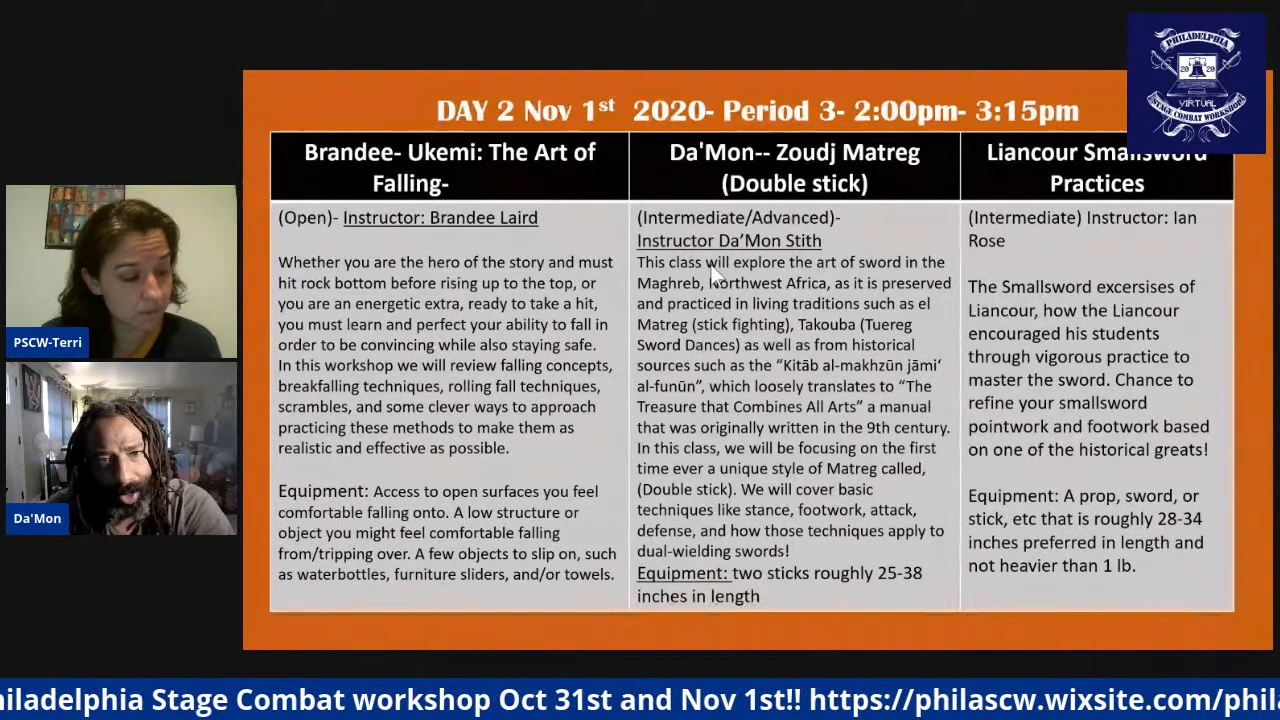 PHILADELPHIA
20 20
VIRTUAL
STAGE COMBAT WORKSHOP
DAY 2 Nov 1st 2020- Period 3- 2:00pm- 3:15pm
Brandee- Ukemi: The Art of
Falling-
(Open)- Instructor: Brandee Laird
Whether you are the hero of the story and must
hit rock bottom before rising up to the top, or
you are an energetic extra, ready to take a hit,
you must learn and perfect your ability to fall in
order to be convincing while also staying safe.
In this workshop we will review falling concepts,
breakfalling techniques, rolling fall techniques,
scrambles, and some clever ways to approach
practicing these methods to make them as
realistic and effective as possible.
Equipment: Access to open surfaces you feel
comfortable falling onto. A low structure or
object you might feel comfortable falling
from/tripping over. A few objects to slip on, such
as waterbottles, furniture sliders, and/or towels.
Da'Mon-- Zoudj Matreg
(Double stick)
(Intermediate/Advanced)-
Instructor Da’Mon Stith
This class will explore the art of sword in the
Maghreb, Northwest Africa, as it is preserved
and practiced in living traditions such as el
Matreg (stick fighting), Takouba (Tuereg
Sword Dances) as well as from historical
sources such as the “Kitāb al-makhzūn jāmiʻ
al-funūn”, which loosely translates to “The
Treasure that Combines All Arts” a manual
that was originally written in the 9th century.
In this class, we will be focusing on the first
time ever a unique style of Matreg called,
(Double stick). We will cover basic
techniques like stance, footwork, attack,
defense, and how those techniques apply to
dual-wielding swords!
Equipment: two sticks roughly 25-38
inches in length
Liancour Smallsword
Practices
(Intermediate) Instructor: Ian
Rose
The Smallsword excersises of
Liancour, how the Liancour
encouraged his students
through vigorous practice to
master the sword. Chance to
refine your smallsword
pointwork and footwork based
on one of the historical greats!
Equipment: A prop, sword, or
stick, etc that is roughly 28-34
inches preferred in length and
not heavier than 1 lb.
PSCW-Terri
Da'Mon
hiladelphia Stage Combat workshop Oct 31st and Nov 1st!! https://philascw.wixsite.com/phila